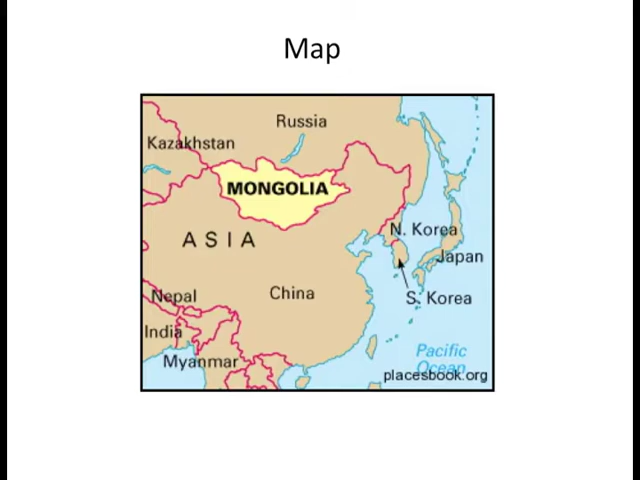 Map
Russia
Kazakhstan
MONGOLIA
N. Korea
ASIA
Japan
China
Nepal
S. Korea
India
Pacific
Ocean
Myanmar
placesbook.org